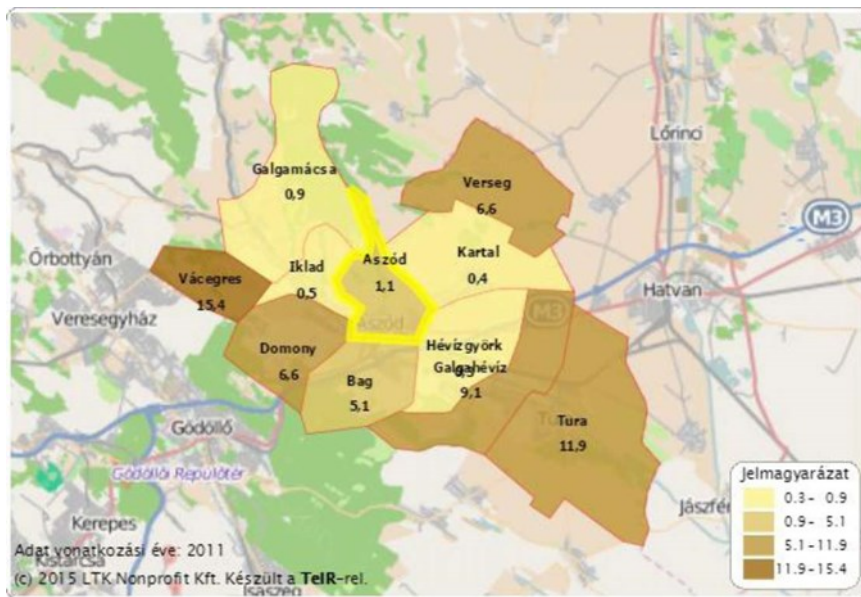 Lőrinci
Galgamácsa
0,9
Verseg
6,6
M3
Őrbottyán
Vácegres
15,4
Iklad
0,5
Aszód
1,1
Kartal
0,4
Hatvan
Veresegyház
Aszód
M3
Domony
6,6
Hévízgyörk
Galgahévíz
9,1
Bag
5,1
Tura
11,9
Gödöllő
Gödöllői Repülőtér
Kerepes
Kistarcsa
Isaszeg
Jászfé
Jelmagyarázat
0.3- 0.9
0.9- 5.1
5.1-11.9
11.9-15.4
Adat vonatkozási éve: 2011
(c) 2015 LTK Nonprofit Kft. Készült a TeIR-rel.